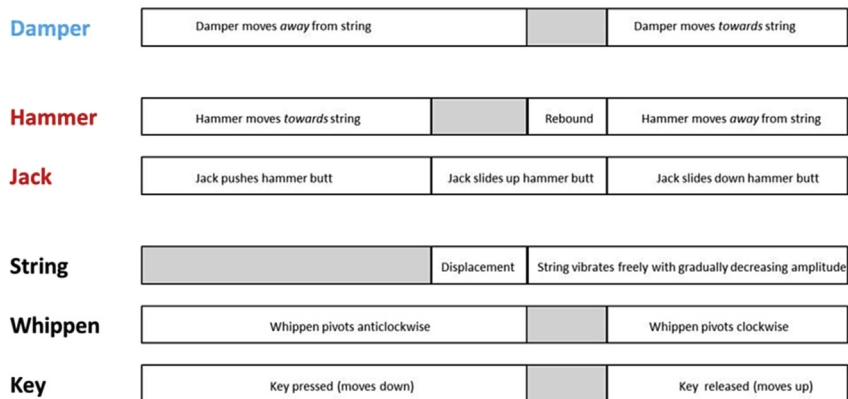 Damper Damper moves away from string Damper moves towards string
Hammer Hammer moves towards string Rebound Hammer moves away from string
Jack Jack pushes hammer butt Jack slides up hammer butt Jack slides down hammer butt
String Displacement String vibrates freely with gradually decreasing amplitude
Whippen Whippen pivots anticlockwise Whippen pivots clockwise
Key Key pressed (moves down) Key released (moves up)